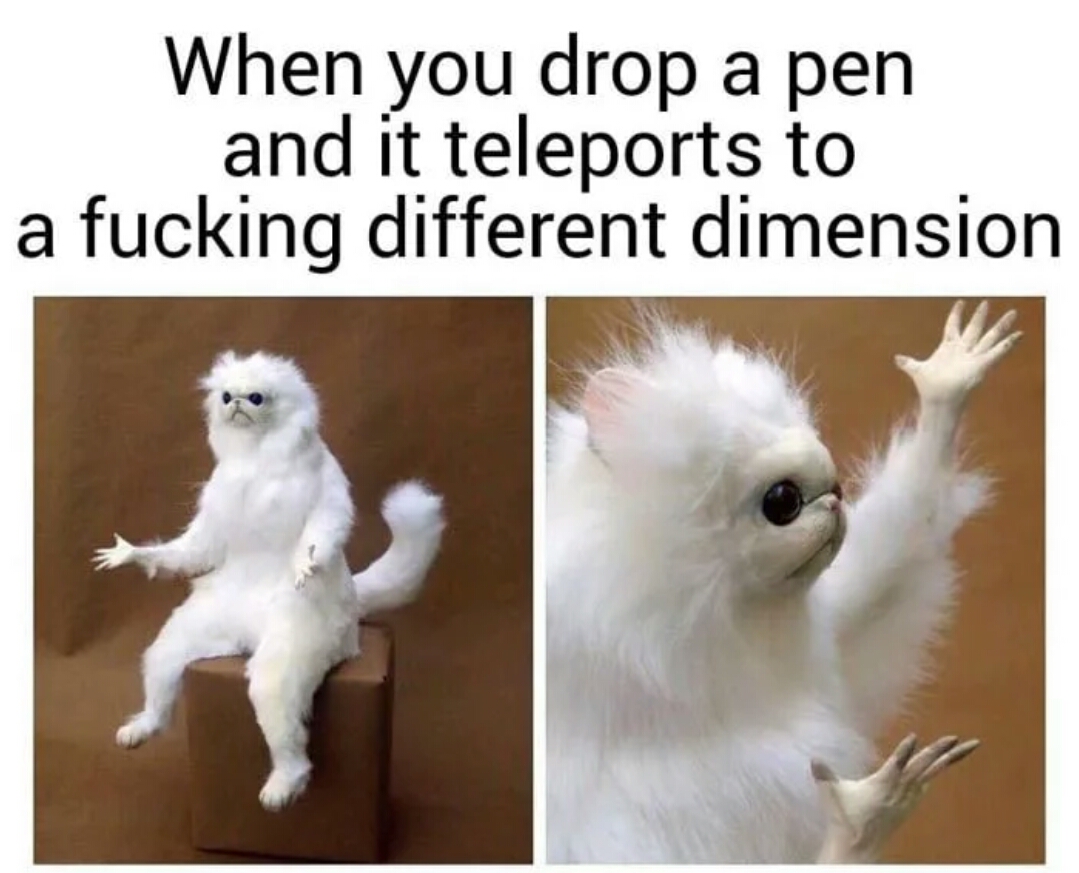 When you drop a pen
and it teleports to
a fucking different dimension